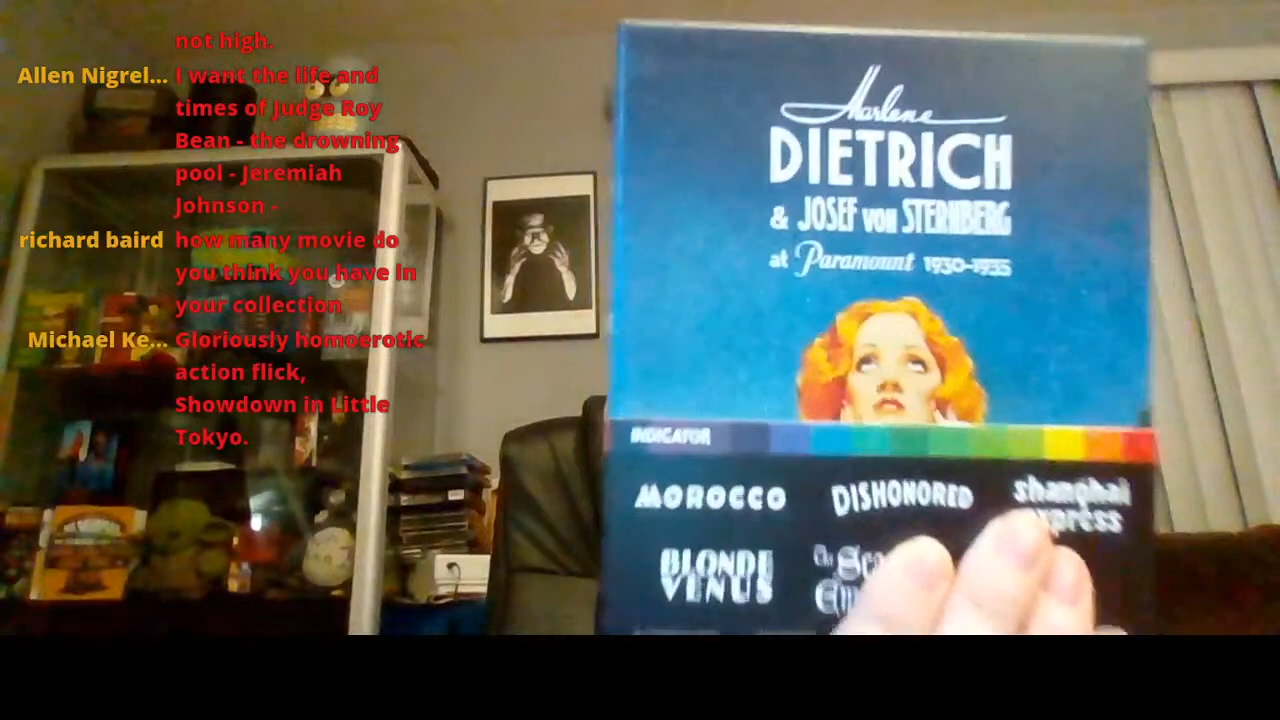 not high.
Allen Nigrel... I want the life and
times of Judge Roy
Bean - the drowning
pool - Jeremiah
Johnson -
richard baird how many movie do
you think you have in
your collection
Michael Ke... Gloriously homoerotic
action flick,
Showdown in Little
Tokyo.
Marlene
DIETRICH
& JOSEF von STERNBERG
at Paramount 1930-1935
INDICATOR
MOROCCO DISHONORED shanghai
express
BLONDE
VENUS
The